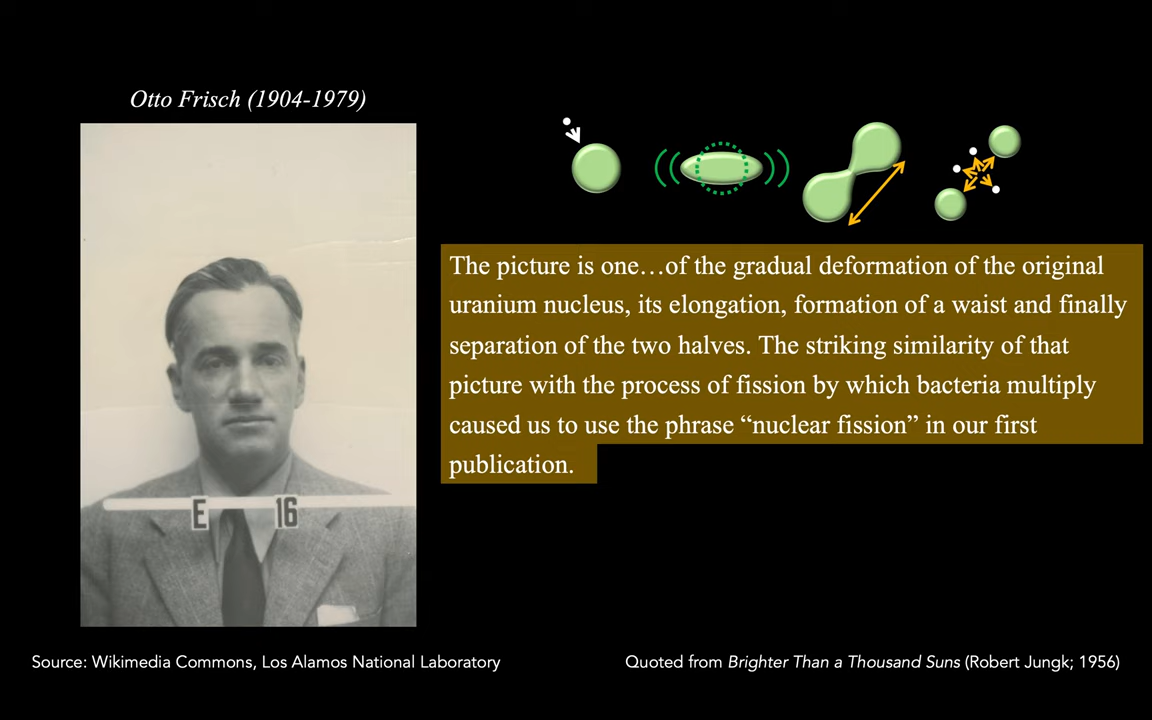 Otto Frisch (1904-1979)
E 16
The picture is one…of the gradual deformation of the original
uranium nucleus, its elongation, formation of a waist and finally
separation of the two halves. The striking similarity of that
picture with the process of fission by which bacteria multiply
caused us to use the phrase “nuclear fission” in our first
publication.
Source: Wikimedia Commons, Los Alamos National Laboratory
Quoted from Brighter Than a Thousand Suns (Robert Jungk; 1956)